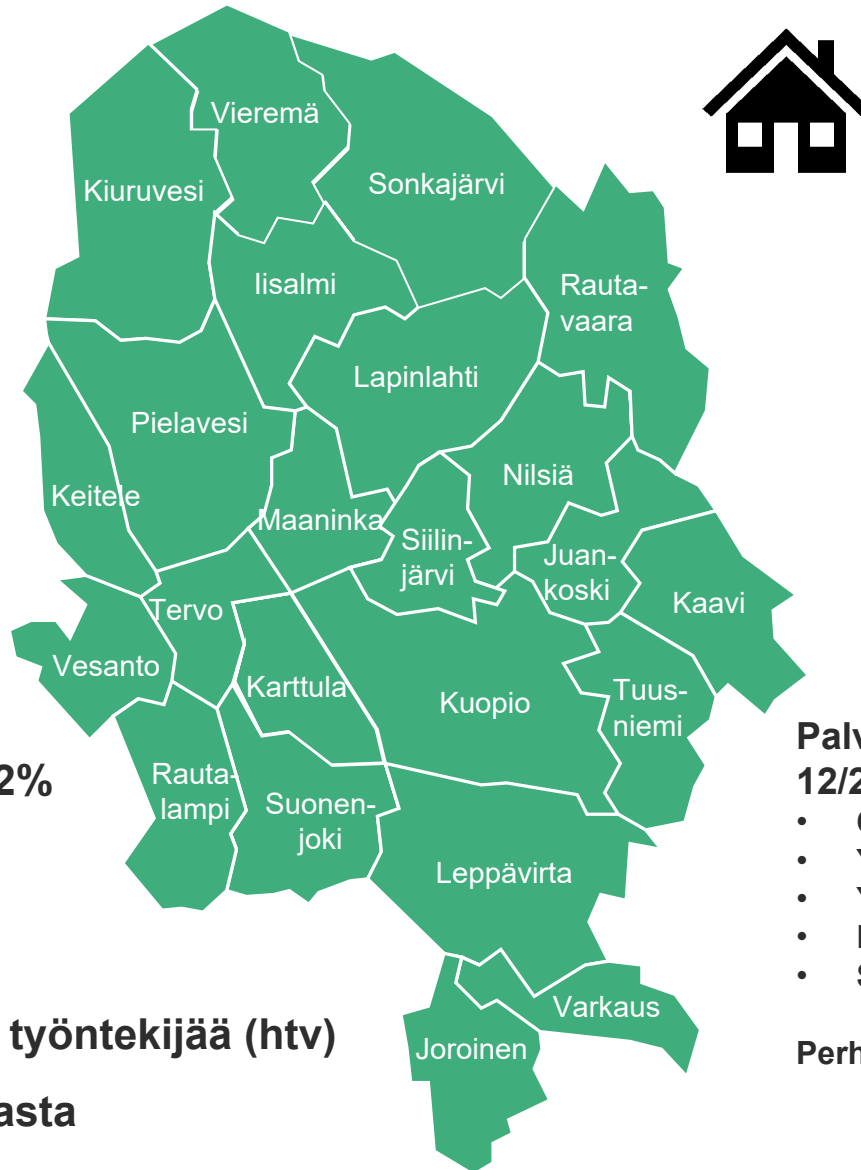 Vieremä
Kiuruvesi
Sonkajärvi
Iisalmi
Rauta-
vaara
Lapinlahti
Pielavesi
Nilsiä
Keitele
Maaninka
Siilin-
järvi
Juan-
koski
Kaavi
Tervo
Vesanto
Karttula
Kuopio
Tuus-
niemi
Rauta-
lampi
Suonen-
joki
Leppävirta
Varkaus
Joroinen
2%
työntekijää (htv)
asta
Palv
12/2
•
•
•
•
•
Perh